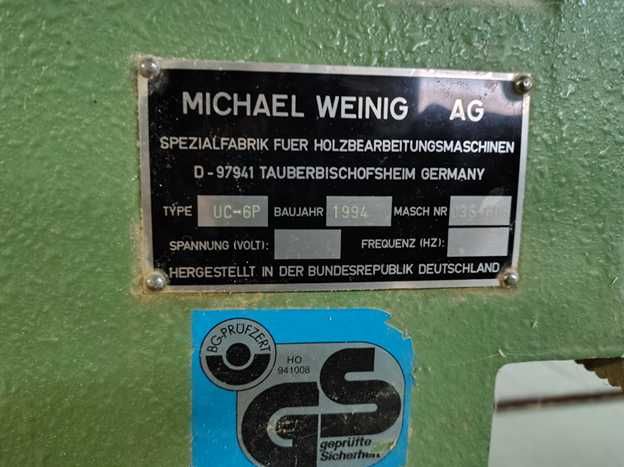 MICHAEL WEINIG AG
SPEZIALFABRIK FUER HOLZBEARBEITUNGSMASCHINEN
D-97941 TAUBERBISCHOFSHEIM GERMANY
TYPE UC-6P BAUJAHR 1994 MASCH NR
SPANNUNG (VOLT): FREQUENZ (HZ):
HERGESTELLT IN DER BUNDESREPUBLIK DEUTSCHLAND
BG-PRÜFZERT
HO
941008
GS
geprüfte
Sicherheit